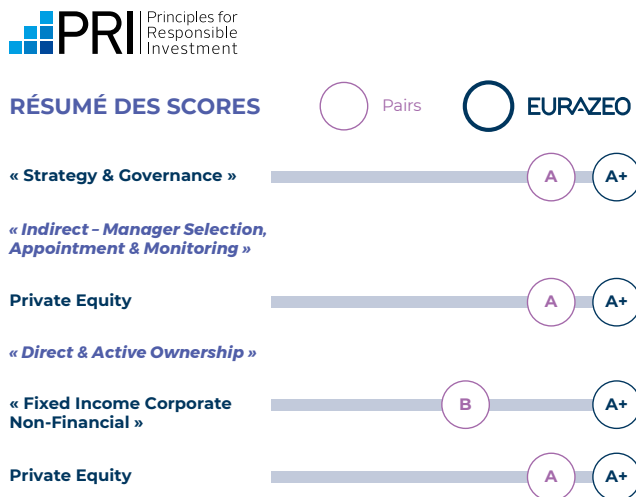 PRI
Principles for
Responsible
Investment
RÉSUMÉ DES SCORES
Pairs
EURAZEO
« Strategy & Governance »
A
A+
« Indirect – Manager Selection,
Appointment & Monitoring »
Private Equity
A
A+
« Direct & Active Ownership »
« Fixed Income Corporate
Non-Financial »
B
A+
Private Equity
A
A+